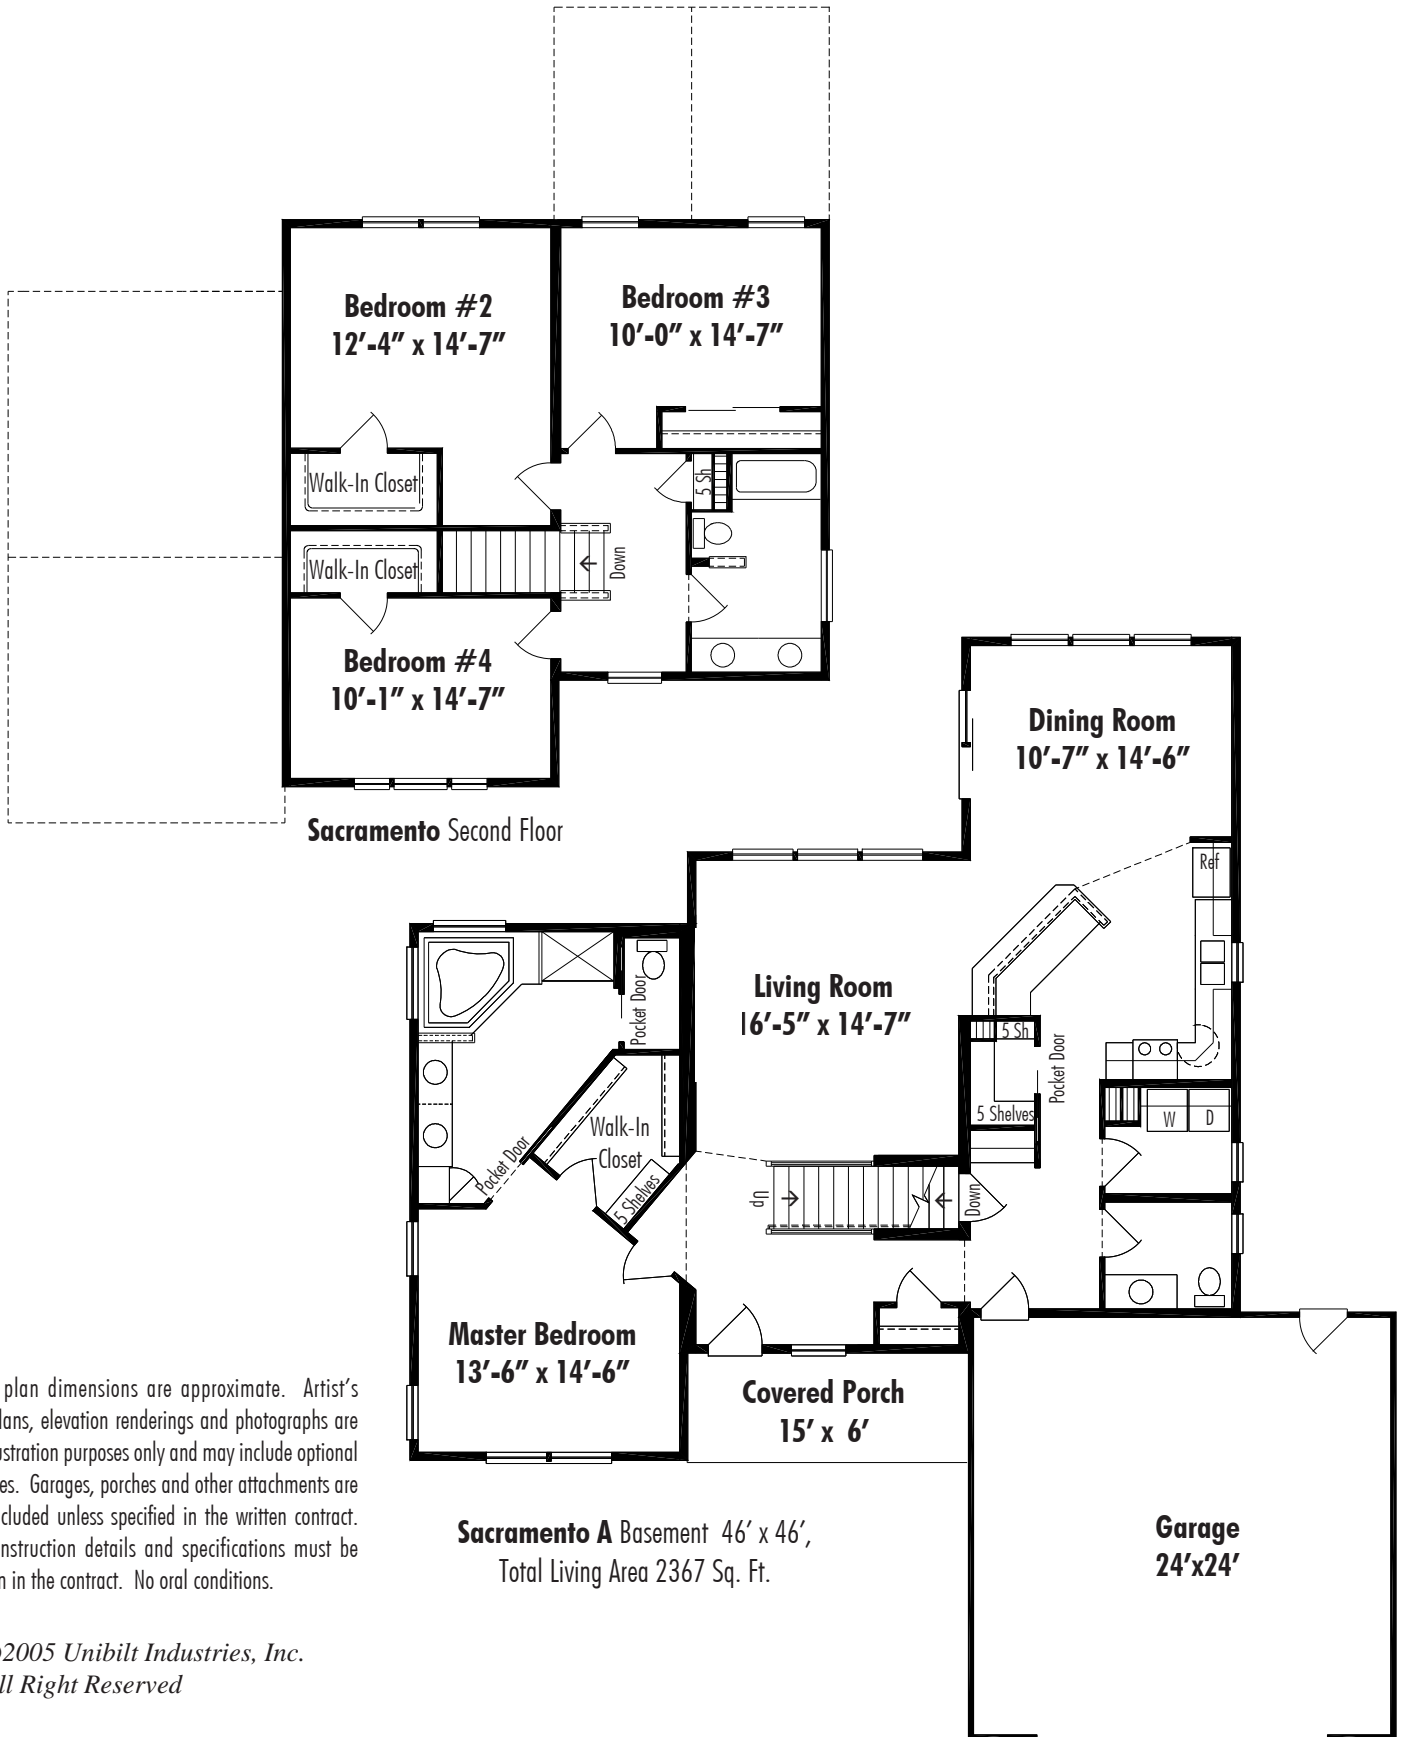 Bedroom #2
12′-4″ x 14′-7″
Bedroom #3
10′-0″ x 14′-7″
Walk-In Closet
5 Sh
Walk-In Closet
Down
Bedroom #4
10′-1″ x 14′-7″
Sacramento Second Floor
Dining Room
10′-7″ x 14′-6″
Ref
Living Room
16′-5″ x 14′-7″
Pocket Door
5 Sh
Pocket Door
5 Shelves
W
D
Walk-In
Closet
Pocket Door
5 Shelves
Up
Down
Master Bedroom
13′-6″ x 14′-6″
Covered Porch
15′ x 6′
Garage
24′x24′
Sacramento A Basement 46′ x 46′,
Total Living Area 2367 Sq. Ft.
plan dimensions are approximate. Artist's
elevation renderings and photographs are
purposes only and may include optional
Garages, porches and other attachments are
unless specified in the written contract.
details and specifications must be
in the contract. No oral conditions.
2005 Unibilt Industries, Inc.
Right Reserved